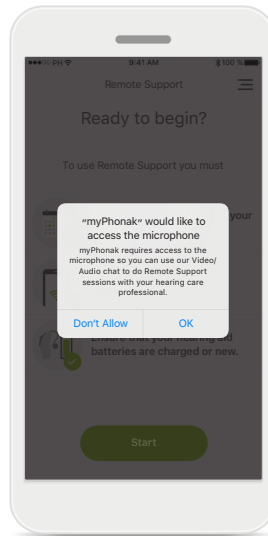 PH 9:41 AM 100 %
Remote Support
Ready to begin?
To use Remote Support you must
your
"myPhonak" would like to
access the microphone
myPhonak requires access to the
microphone so you can use our Video/
Audio chat to do Remote Support
sessions with your hearing care
professional.
Don't Allow OK
Ensure that your hearing aid
batteries are charged or new.
Start